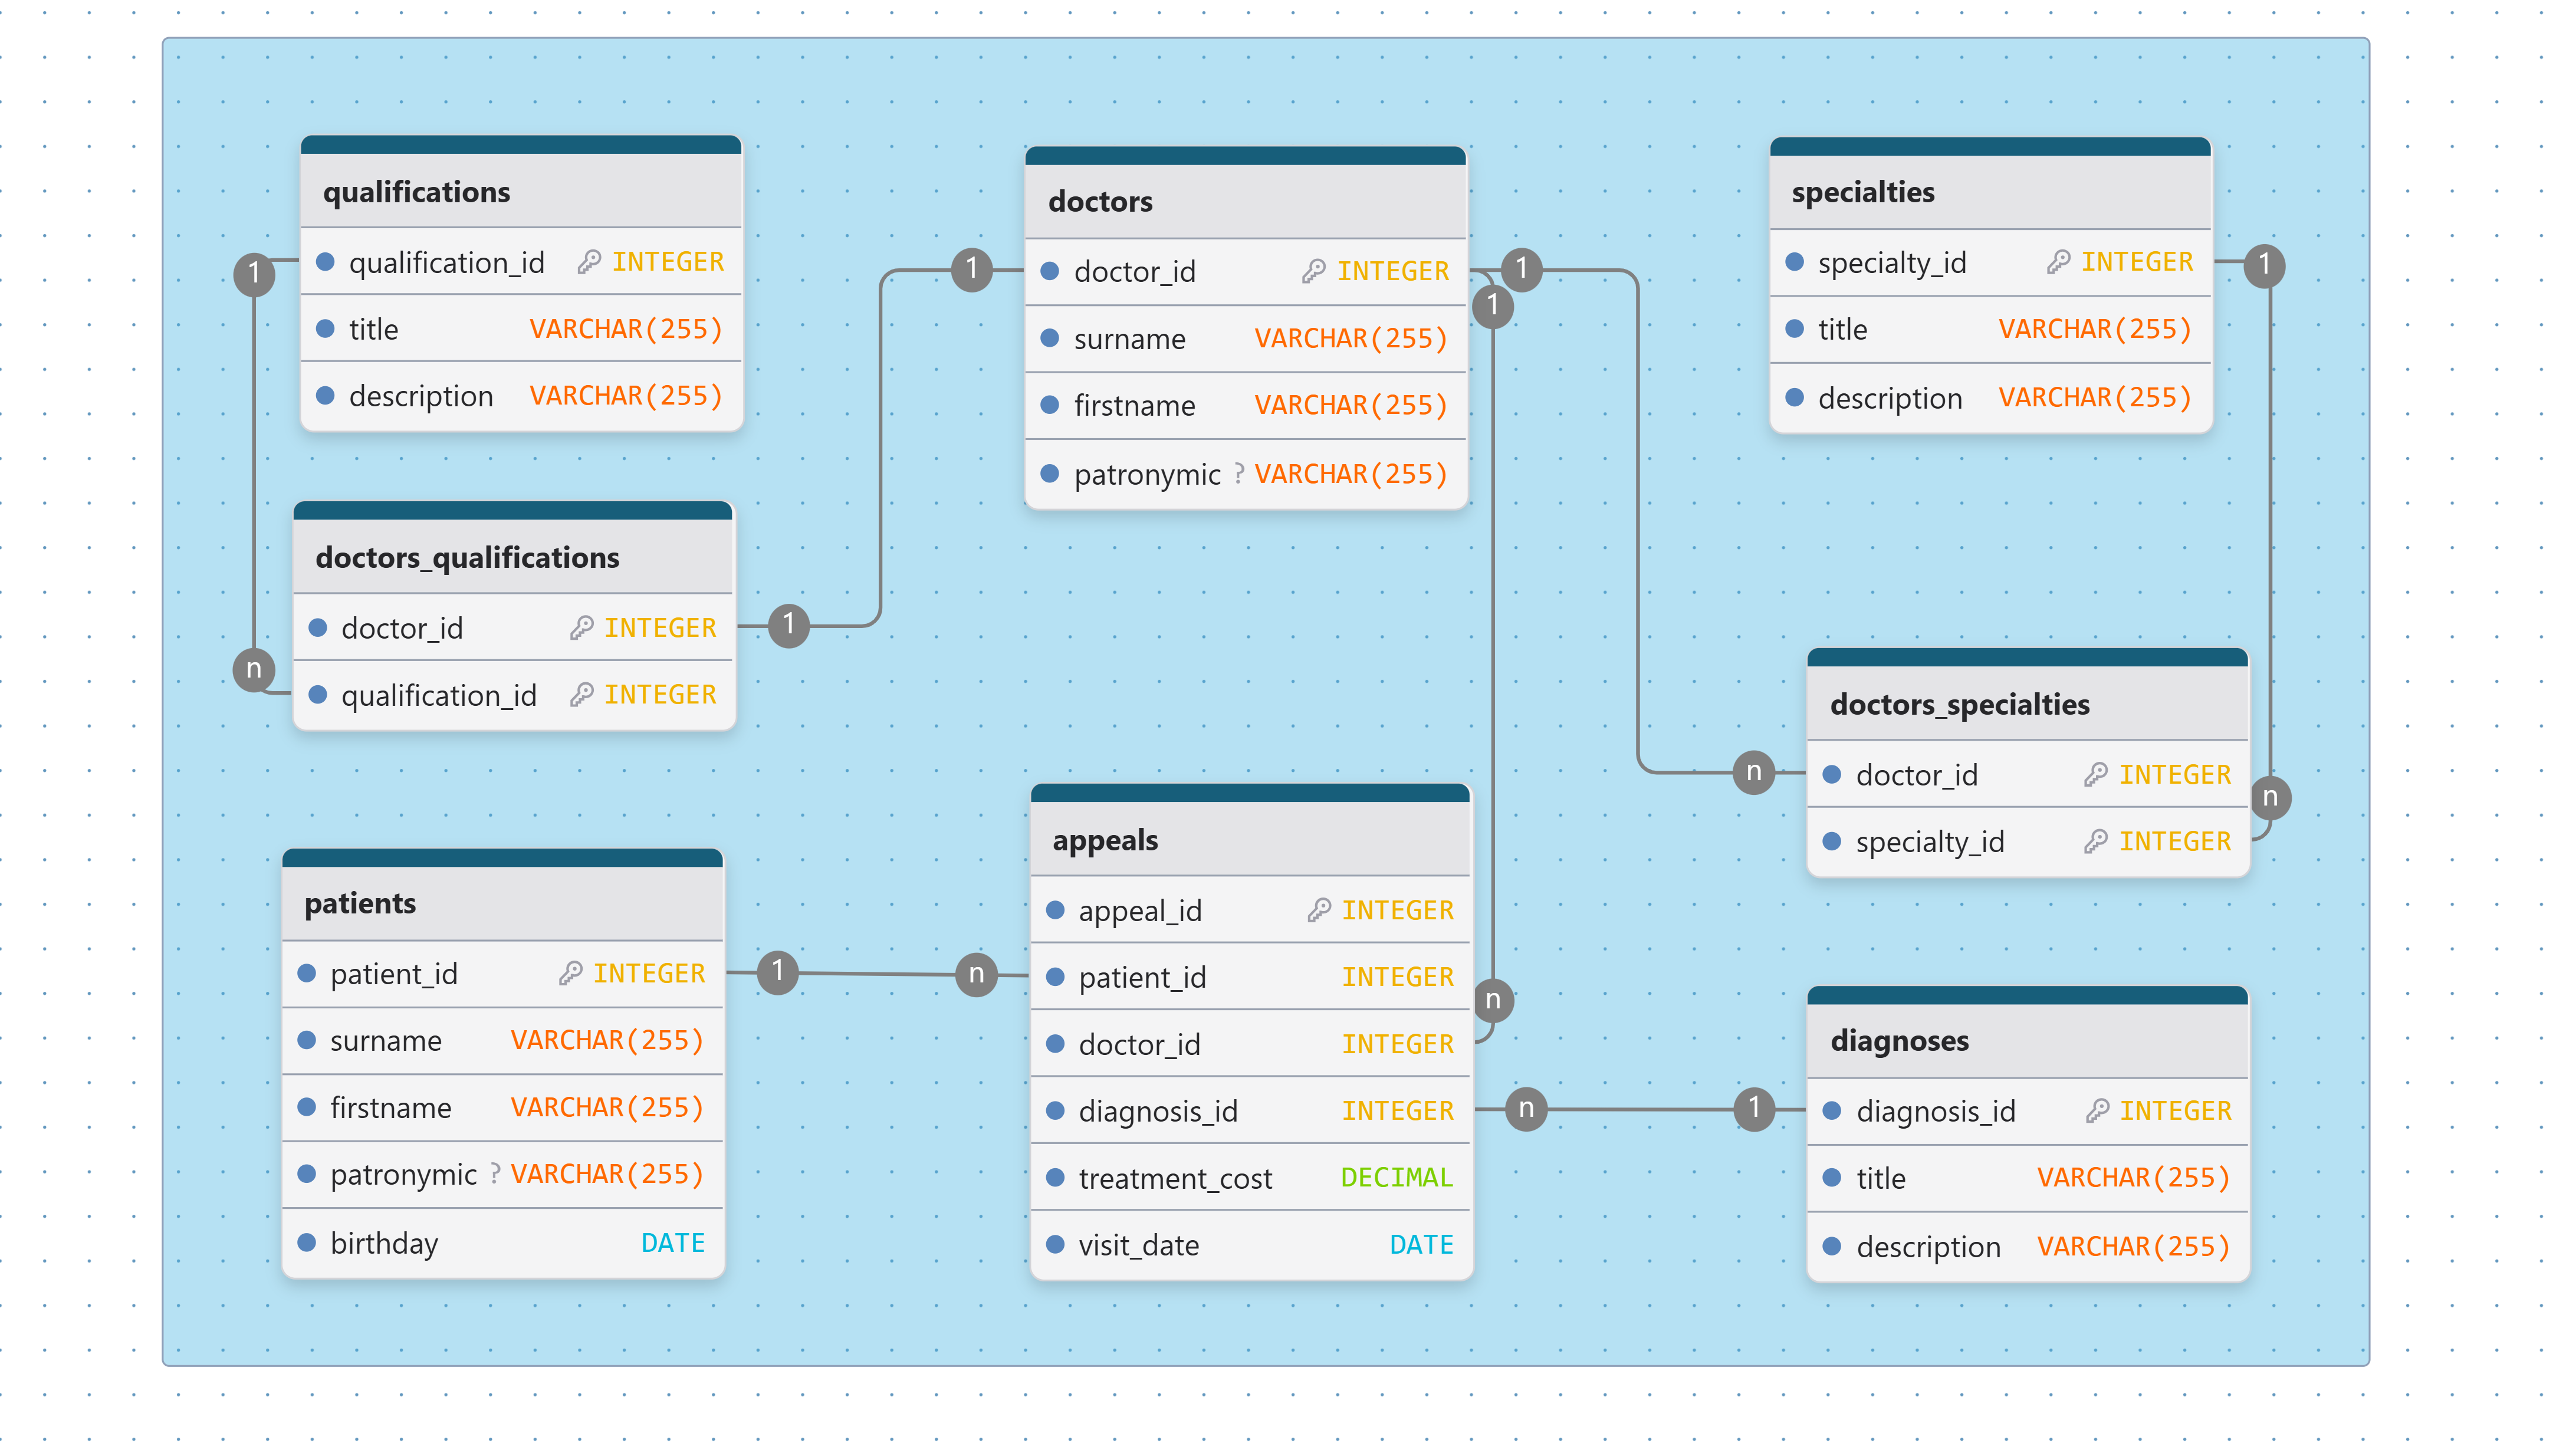 qualifications
qualification_id INTEGER
title VARCHAR(255)
description VARCHAR(255)
1
n
doctors
doctor_id INTEGER
surname VARCHAR(255)
firstname VARCHAR(255)
patronymic ? VARCHAR(255)
1
1
1
specialties
specialty_id INTEGER
title VARCHAR(255)
description VARCHAR(255)
1
n
doctors_qualifications
doctor_id INTEGER
qualification_id INTEGER
1
doctors_specialties
doctor_id INTEGER
specialty_id INTEGER
n
patients
patient_id INTEGER
surname VARCHAR(255)
firstname VARCHAR(255)
patronymic ? VARCHAR(255)
birthday DATE
1
n
appeals
appeal_id INTEGER
patient_id INTEGER
doctor_id INTEGER
diagnosis_id INTEGER
treatment_cost DECIMAL
visit_date DATE
n
n
1
diagnoses
diagnosis_id INTEGER
title VARCHAR(255)
description VARCHAR(255)